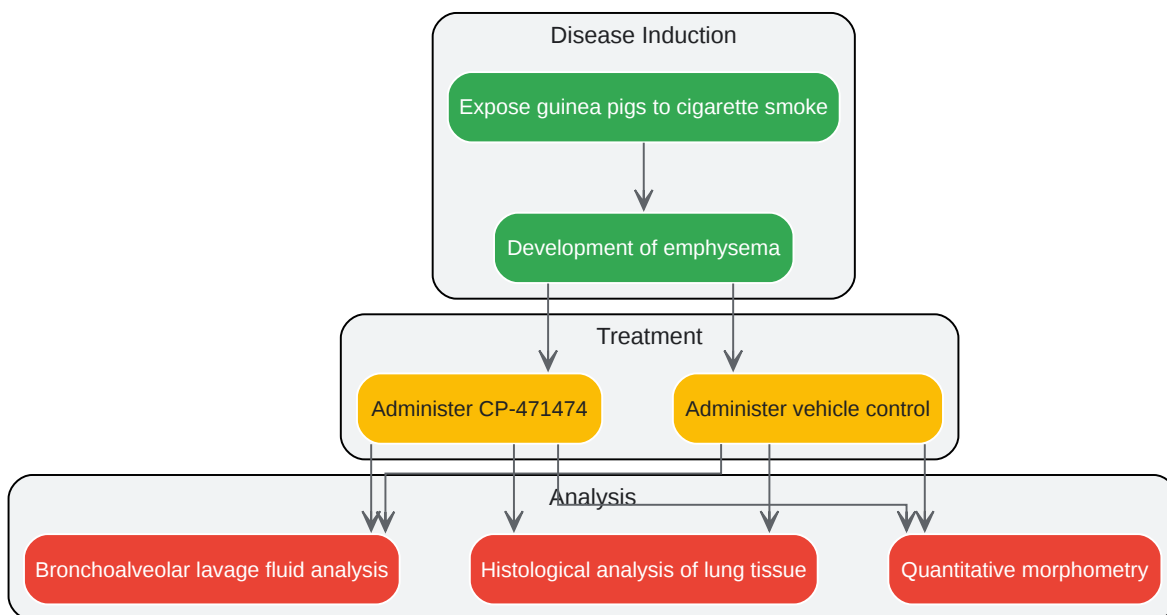 Disease Induction
Expose guinea pigs to cigarette smoke
Development of emphysema
Treatment
Administer CP-471474
Administer vehicle control
Analysis
Bronchoalveolar lavage fluid analysis
Histological analysis of lung tissue
Quantitative morphometry